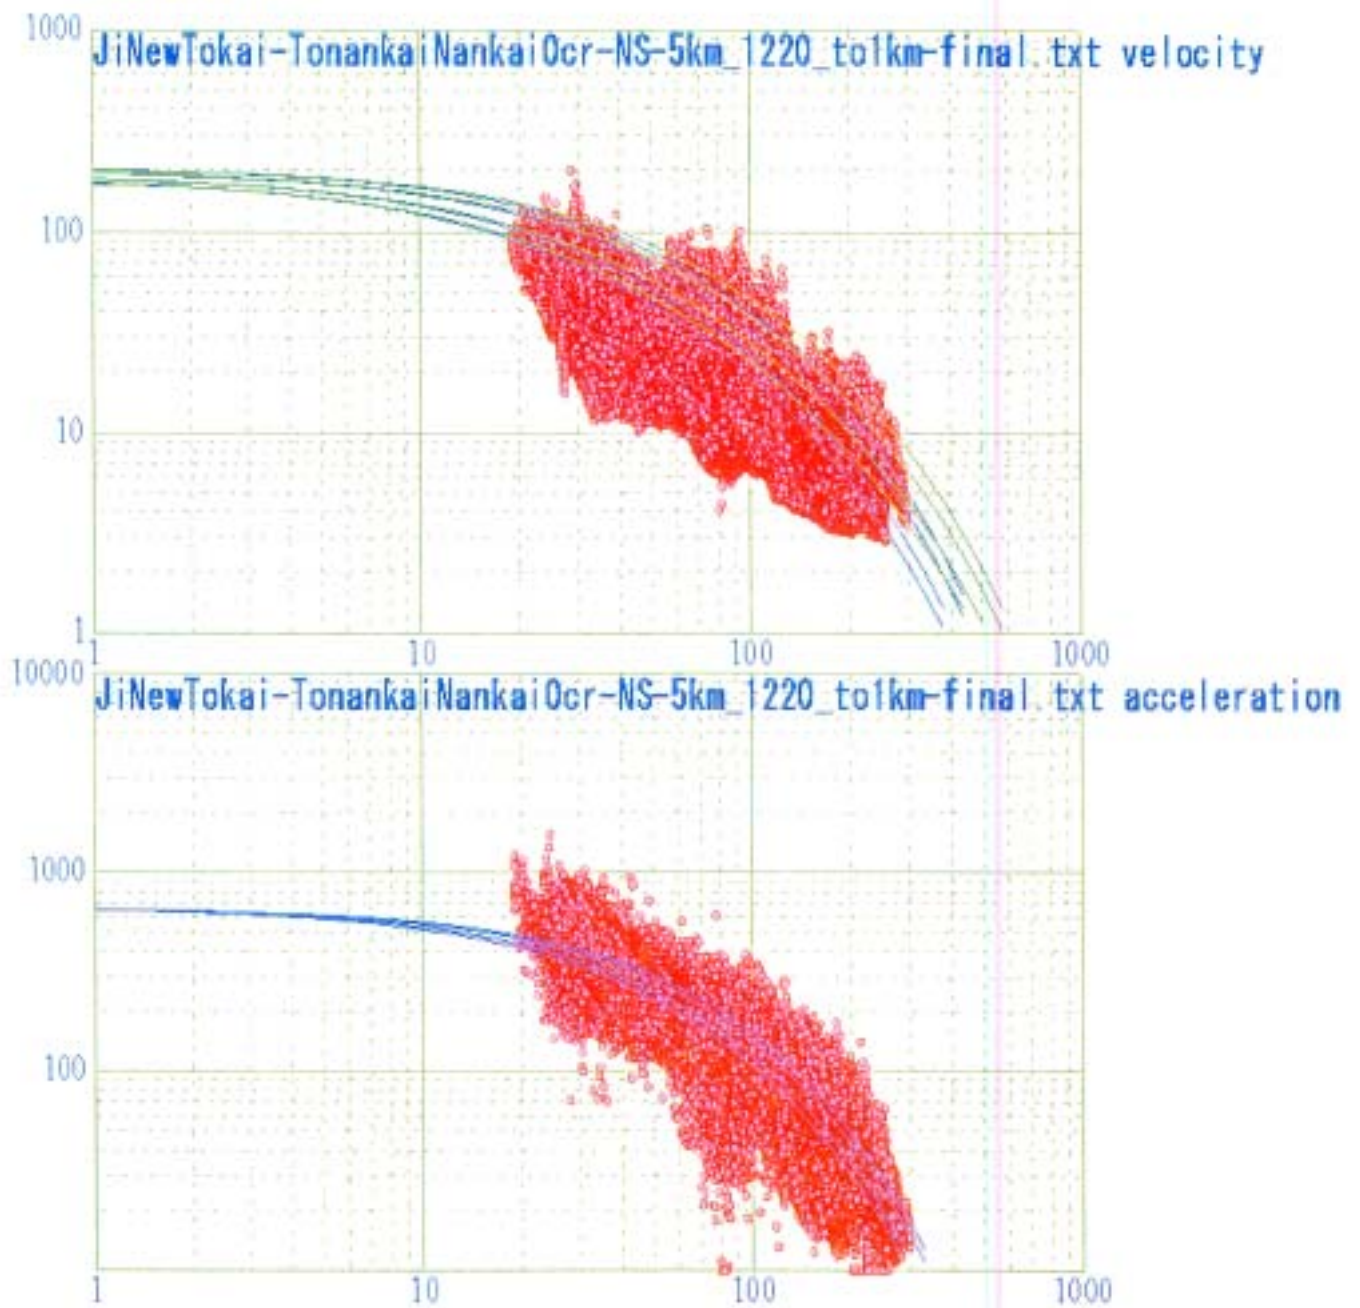 1000
JiNewTokai-TonankaiNankaiOcr-NS-5km_1220_to1km-final.txt velocity
100
10
1
1 10 100 1000
10000
JiNewTokai-TonankaiNankaiOcr-NS-5km_1220_to1km-final.txt acceleration
1000
100
1 10 100 1000